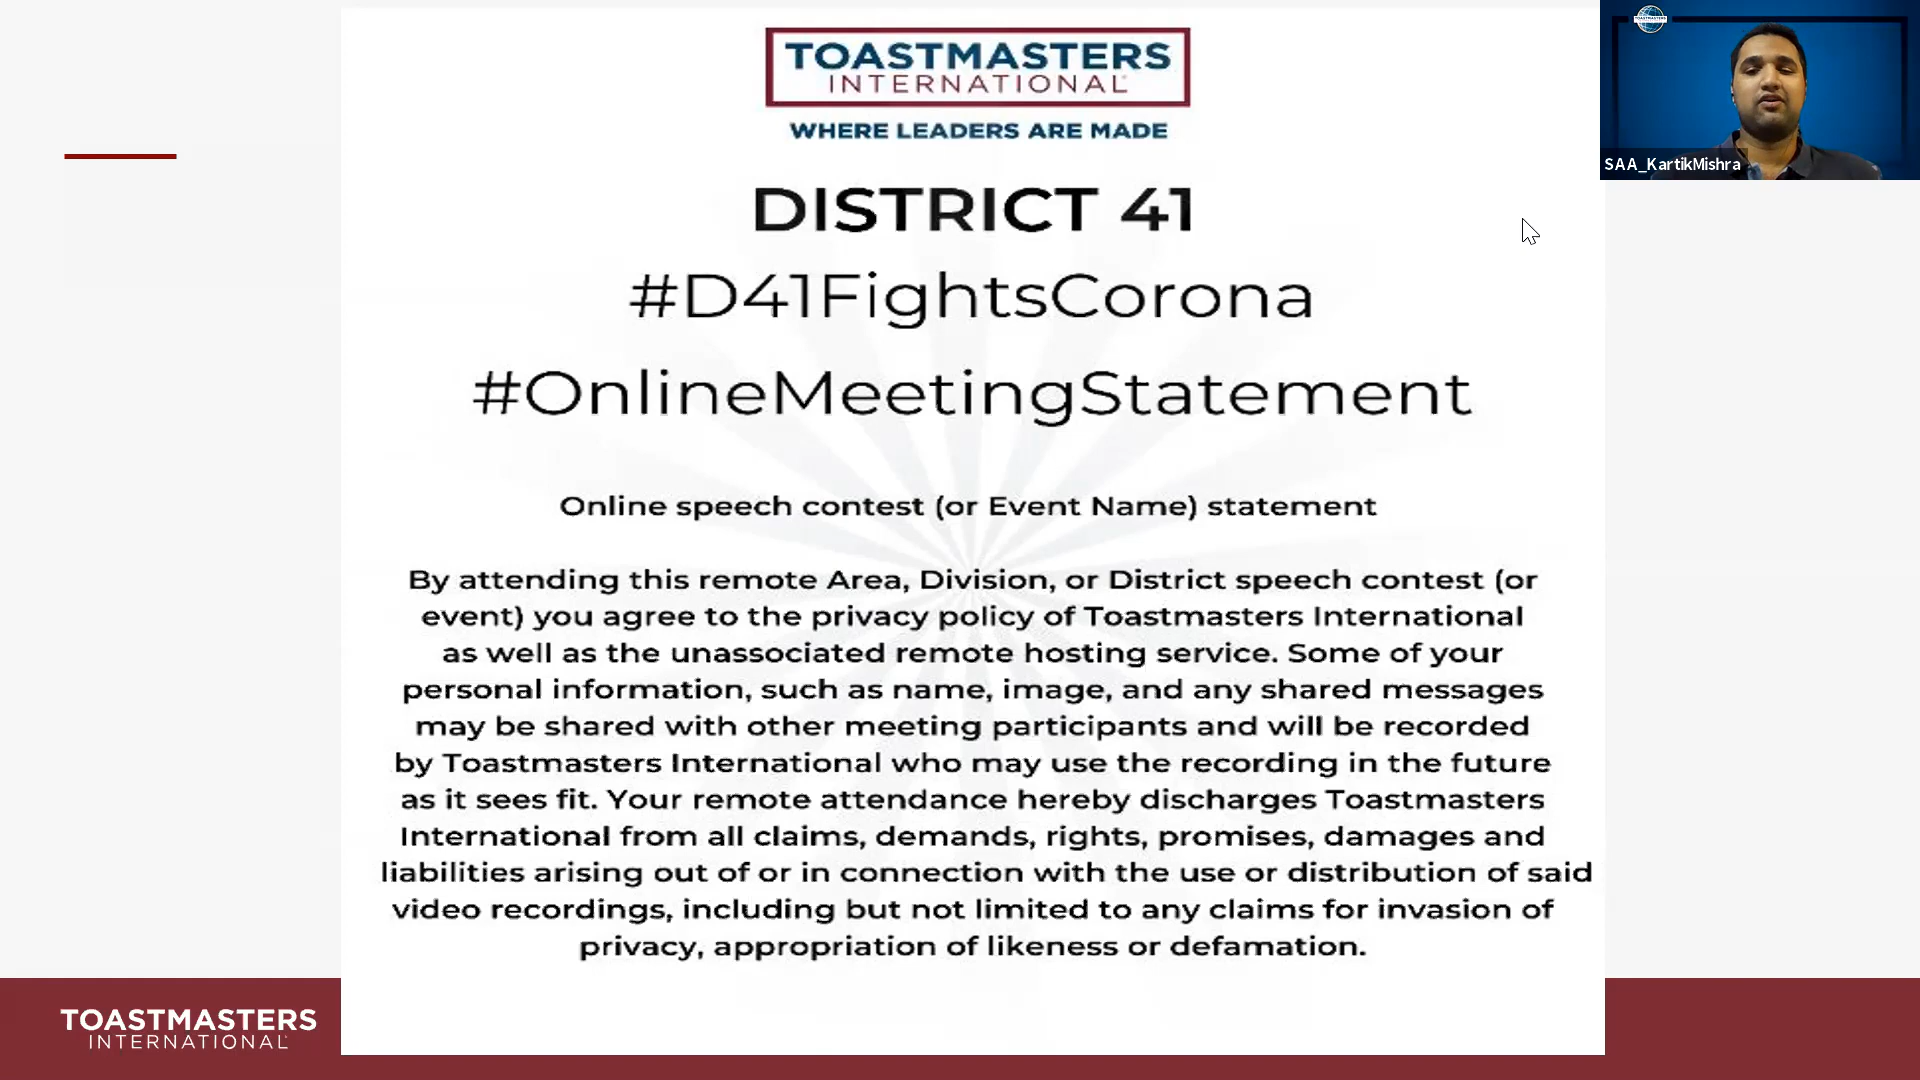 TOASTMASTERS
INTERNATIONAL
WHERE LEADERS ARE MADE
TOASTMASTERS
SAA_KartikMishra
DISTRICT 41
#D41FightsCorona
#OnlineMeetingStatement
Online speech contest (or Event Name) statement
By attending this remote Area, Division, or District speech contest (or
event) you agree to the privacy policy of Toastmasters International
as well as the unassociated remote hosting service. Some of your
personal information, such as name, image, and any shared messages
may be shared with other meeting participants and will be recorded
by Toastmasters International who may use the recording in the future
as it sees fit. Your remote attendance hereby discharges Toastmasters
International from all claims, demands, rights, promises, damages and
liabilities arising out of or in connection with the use or distribution of said
video recordings, including but not limited to any claims for invasion of
privacy, appropriation of likeness or defamation.
TOASTMASTERS
INTERNATIONAL